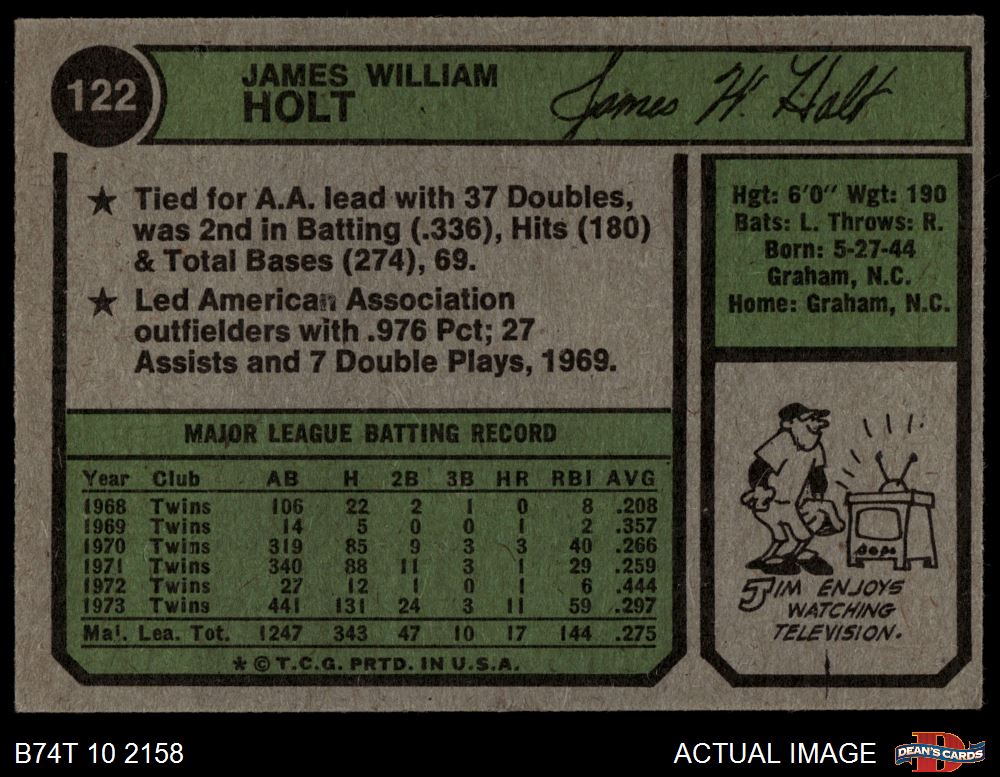 122
JAMES WILLIAM
HOLT
James W. Holt
★ Tied for A.A. lead with 37 Doubles,
was 2nd in Batting (.336), Hits (180)
& Total Bases (274), 69.
★ Led American Association
outfielders with .976 Pct; 27
Assists and 7 Double Plays, 1969.
Hgt: 6'0" Wgt: 190
Bats: L. Throws: R.
Born: 5-27-44
Graham, N.C.
Home: Graham, N.C.
MAJOR LEAGUE BATTING RECORD
Year Club AB H 2B 3B HR RBI AVG
1968 Twins 106 22 2 1 0 8 .208
1969 Twins 14 5 0 0 1 2 .357
1970 Twins 319 85 9 3 3 40 .266
1971 Twins 340 88 11 3 1 29 .259
1972 Twins 27 12 1 0 1 6 .444
1973 Twins 441 131 24 3 11 59 .297
Maj. Lea. Tot. 1247 343 47 10 17 144 .275
* © T.C.G. PRTD. IN U.S.A.
JIM ENJOYS
WATCHING
TELEVISION.
B74T 10 2158
ACTUAL IMAGE
DEAN'S CARDS